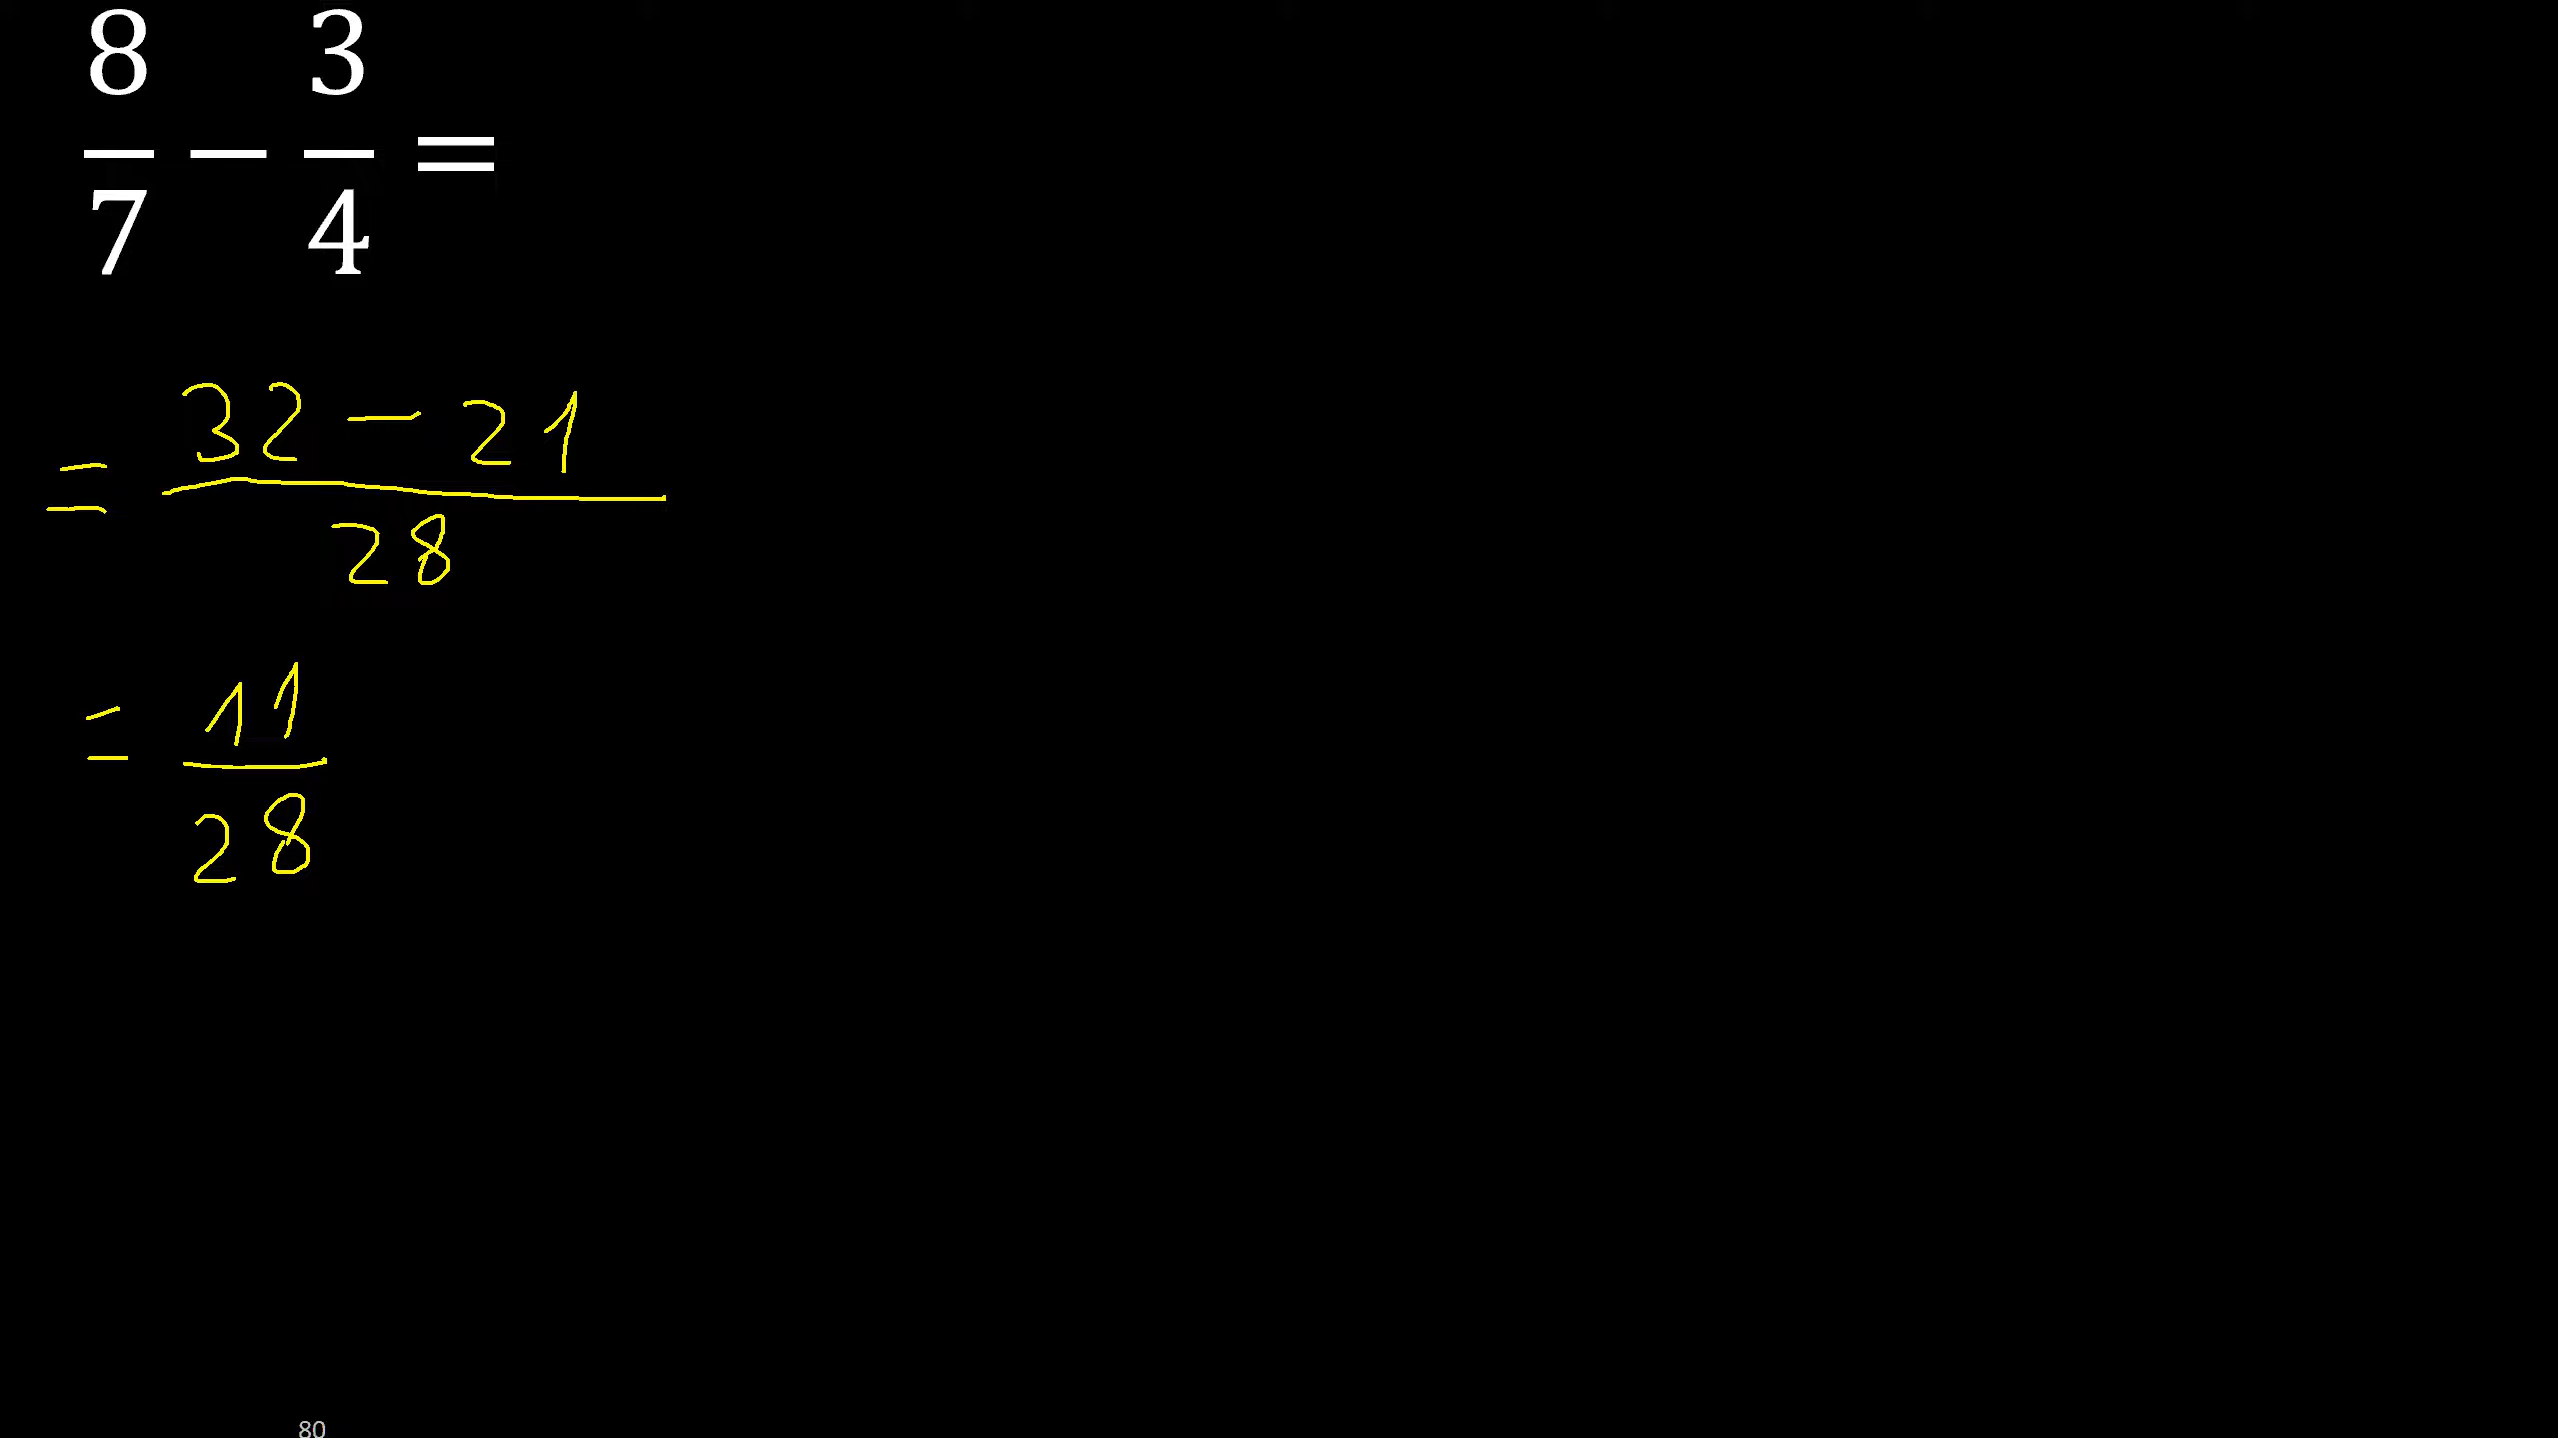 8/7 − 3/4 =
= (32 − 21)/28
= 11/28
80